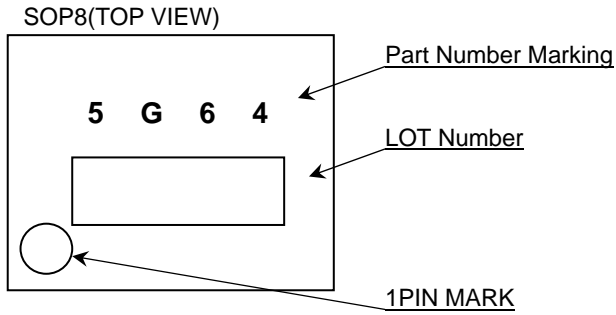 SOP8(TOP VIEW)
Part Number Marking
5 G 6 4
LOT Number
1PIN MARK